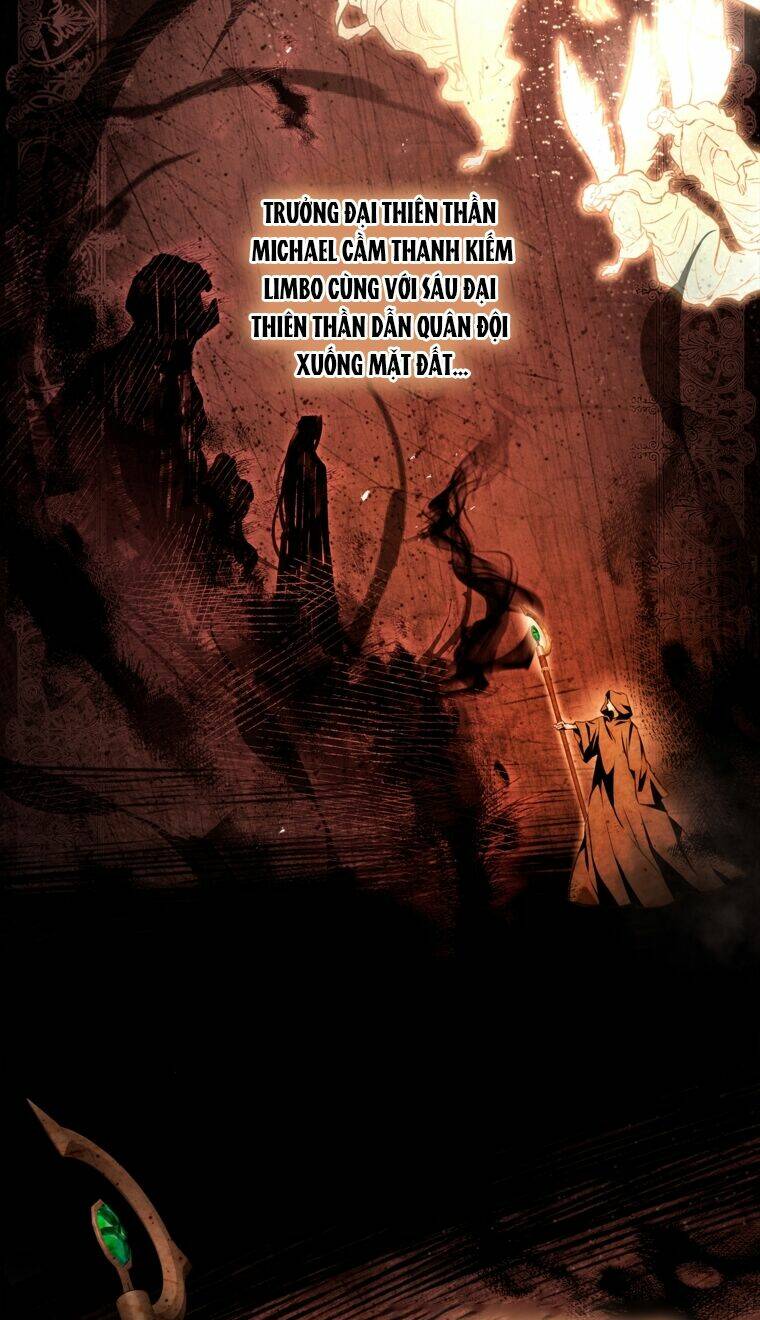 TRƯỞNG ĐẠI THIÊN THẦN
MICHAEL CẦM THANH KIẾM
LIMBO CÙNG VỚI SÁU ĐẠI
THIÊN THẦN DẪN QUÂN ĐỘI
XUỐNG MẶT ĐẤT...